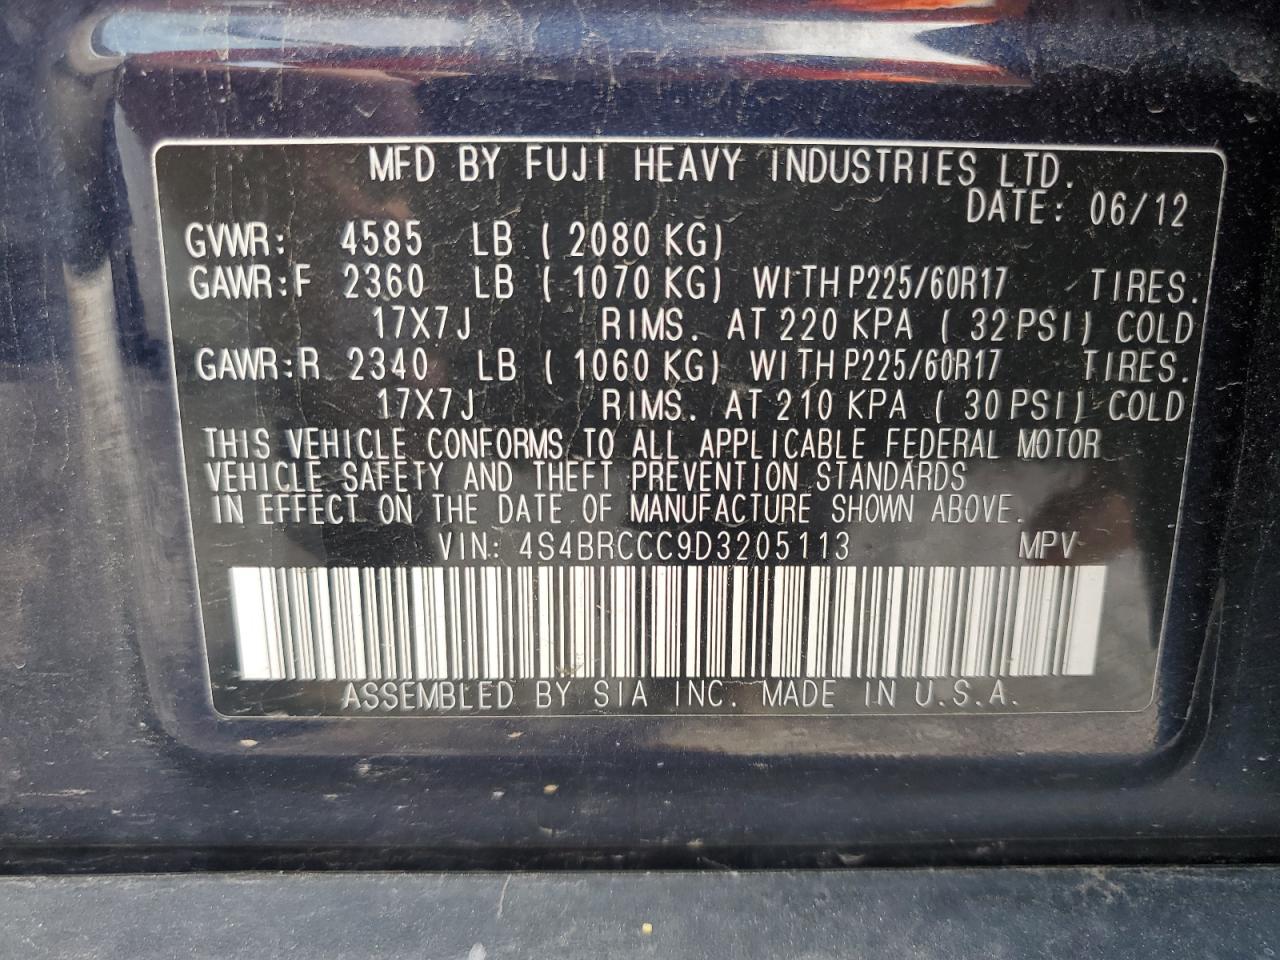 MFD BY FUJI HEAVY INDUSTRIES LTD.
DATE: 06/12
GVWR: 4585 LB ( 2080 KG)
GAWR:F 2360 LB ( 1070 KG) WITH P225/60R17 TIRES.
17X7J RIMS. AT 220 KPA ( 32 PSI) COLD
GAWR:R 2340 LB ( 1060 KG) WITH P225/60R17 TIRES.
17X7J RIMS. AT 210 KPA ( 30 PSI) COLD
THIS VEHICLE CONFORMS TO ALL APPLICABLE FEDERAL MOTOR
VEHICLE SAFETY AND THEFT PREVENTION STANDARDS
IN EFFECT ON THE DATE OF MANUFACTURE SHOWN ABOVE.
VIN: 4S4BRCCC9D3205113 MPV
ASSEMBLED BY SIA INC. MADE IN U.S.A.